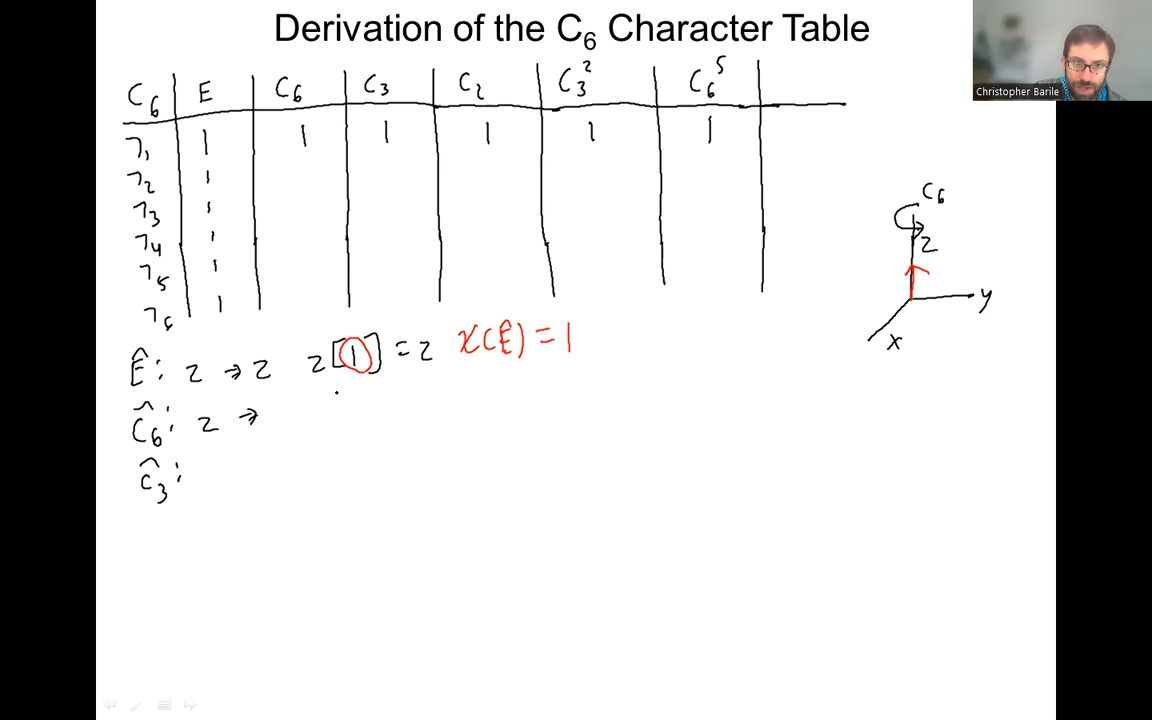 Derivation of the C₆ Character Table
Christopher Barile
C₆ E C₆ C₃ C₂ C₃² C₆⁵
Γ₁ 1 1 1 1 1 1
Γ₂ 1
Γ₃ 1
Γ₄ 1
Γ₅ 1
Γ₆ 1
C₆
z
y
x
Ê: z → z z[1] = z χ(Ê) = 1
Ĉ₆: z →
Ĉ₃: